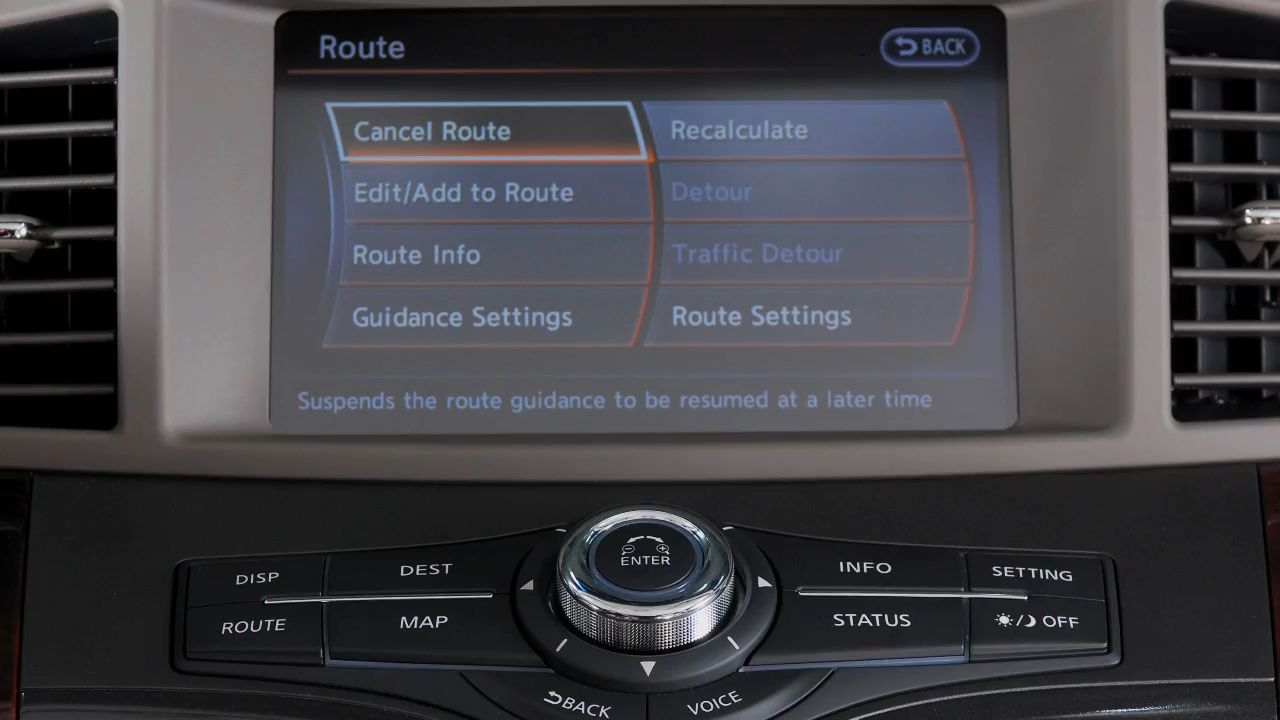 Route
BACK
Cancel Route
Recalculate
Edit/Add to Route
Detour
Route Info
Traffic Detour
Guidance Settings
Route Settings
Suspends the route guidance to be resumed at a later time
ENTER
DISP
DEST
INFO
SETTING
ROUTE
MAP
STATUS
OFF
BACK
VOICE